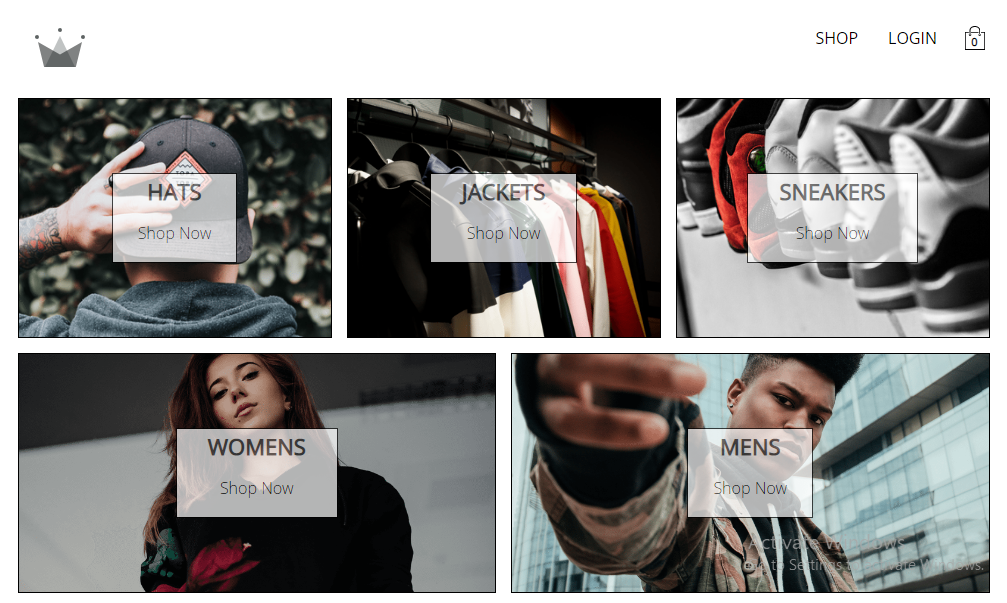 SHOP LOGIN
0
HATS
Shop Now
JACKETS
Shop Now
SNEAKERS
Shop Now
WOMENS
Shop Now
MENS
Shop Now
Activate Windows
to Settings to activate Windows.